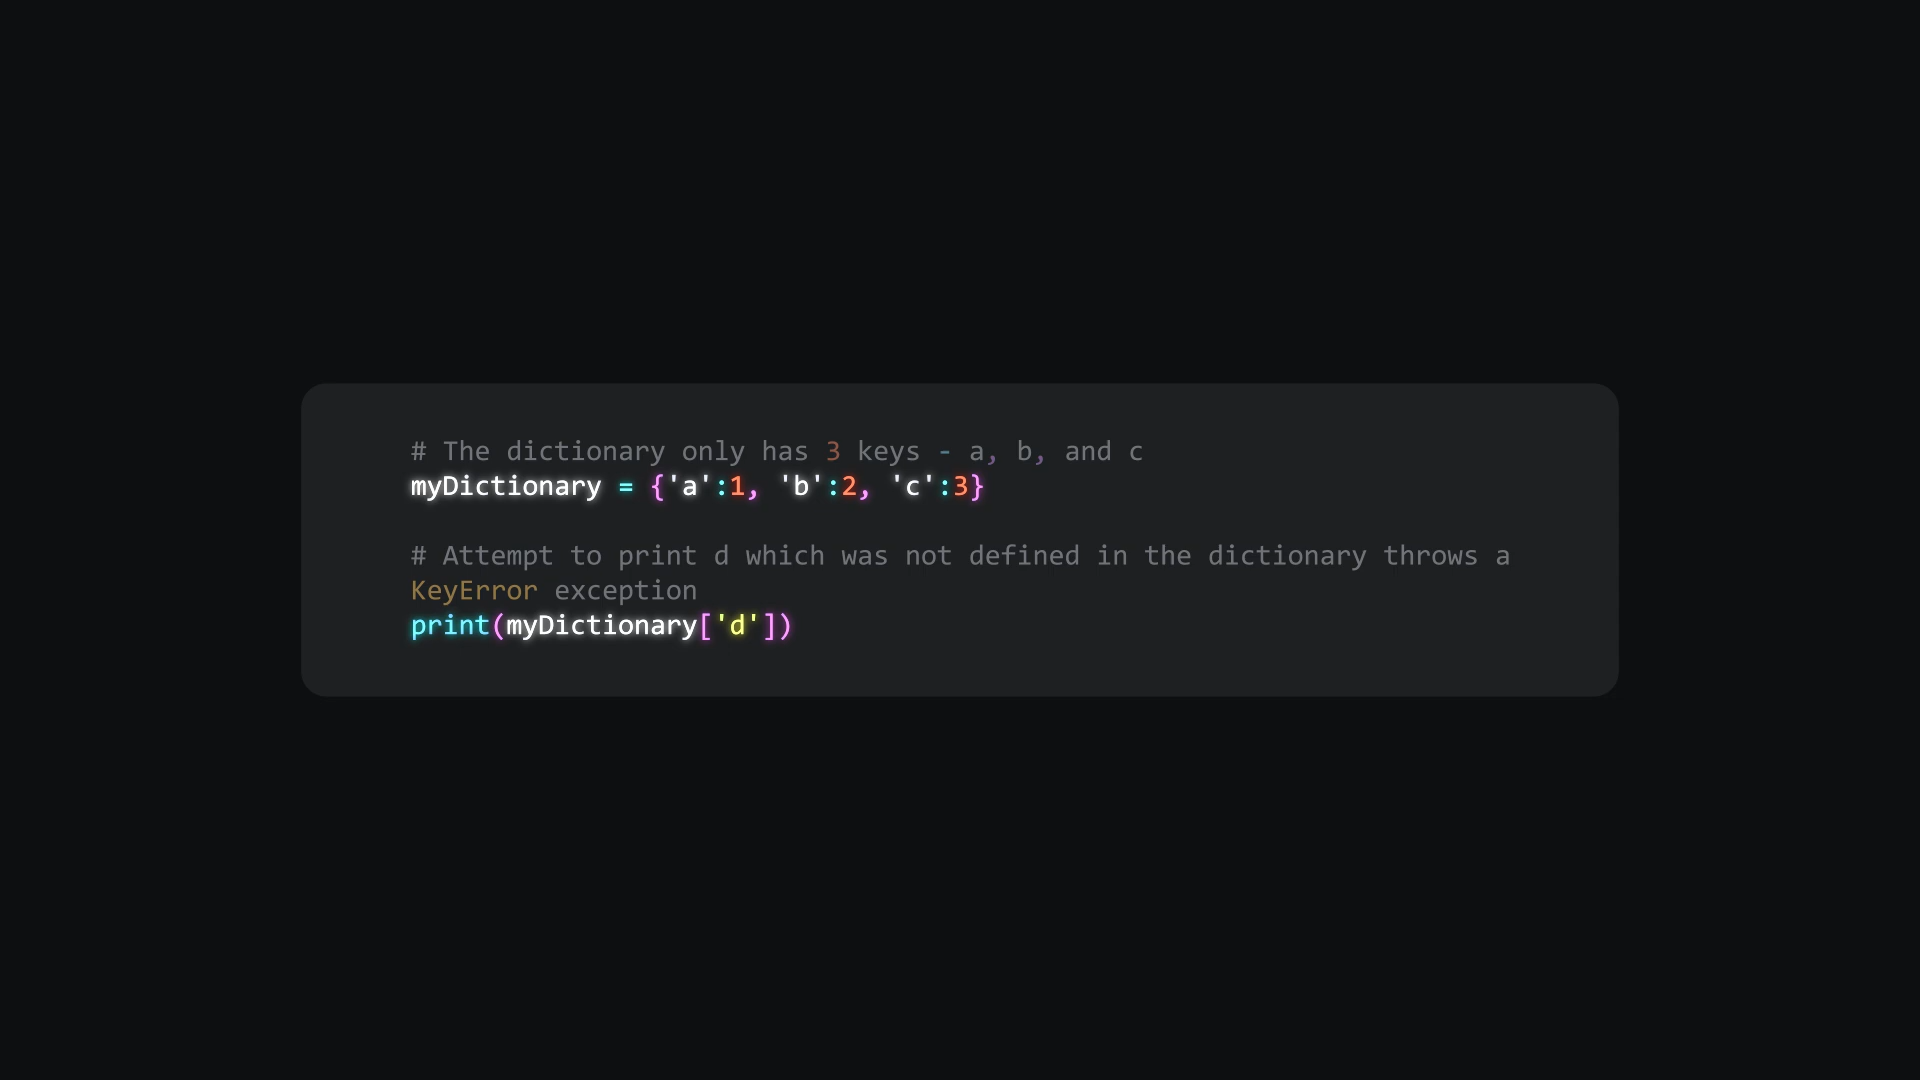 # The dictionary only has 3 keys - a, b, and c
myDictionary = {'a':1, 'b':2, 'c':3}
# Attempt to print d which was not defined in the dictionary throws a
KeyError exception
print(myDictionary['d'])